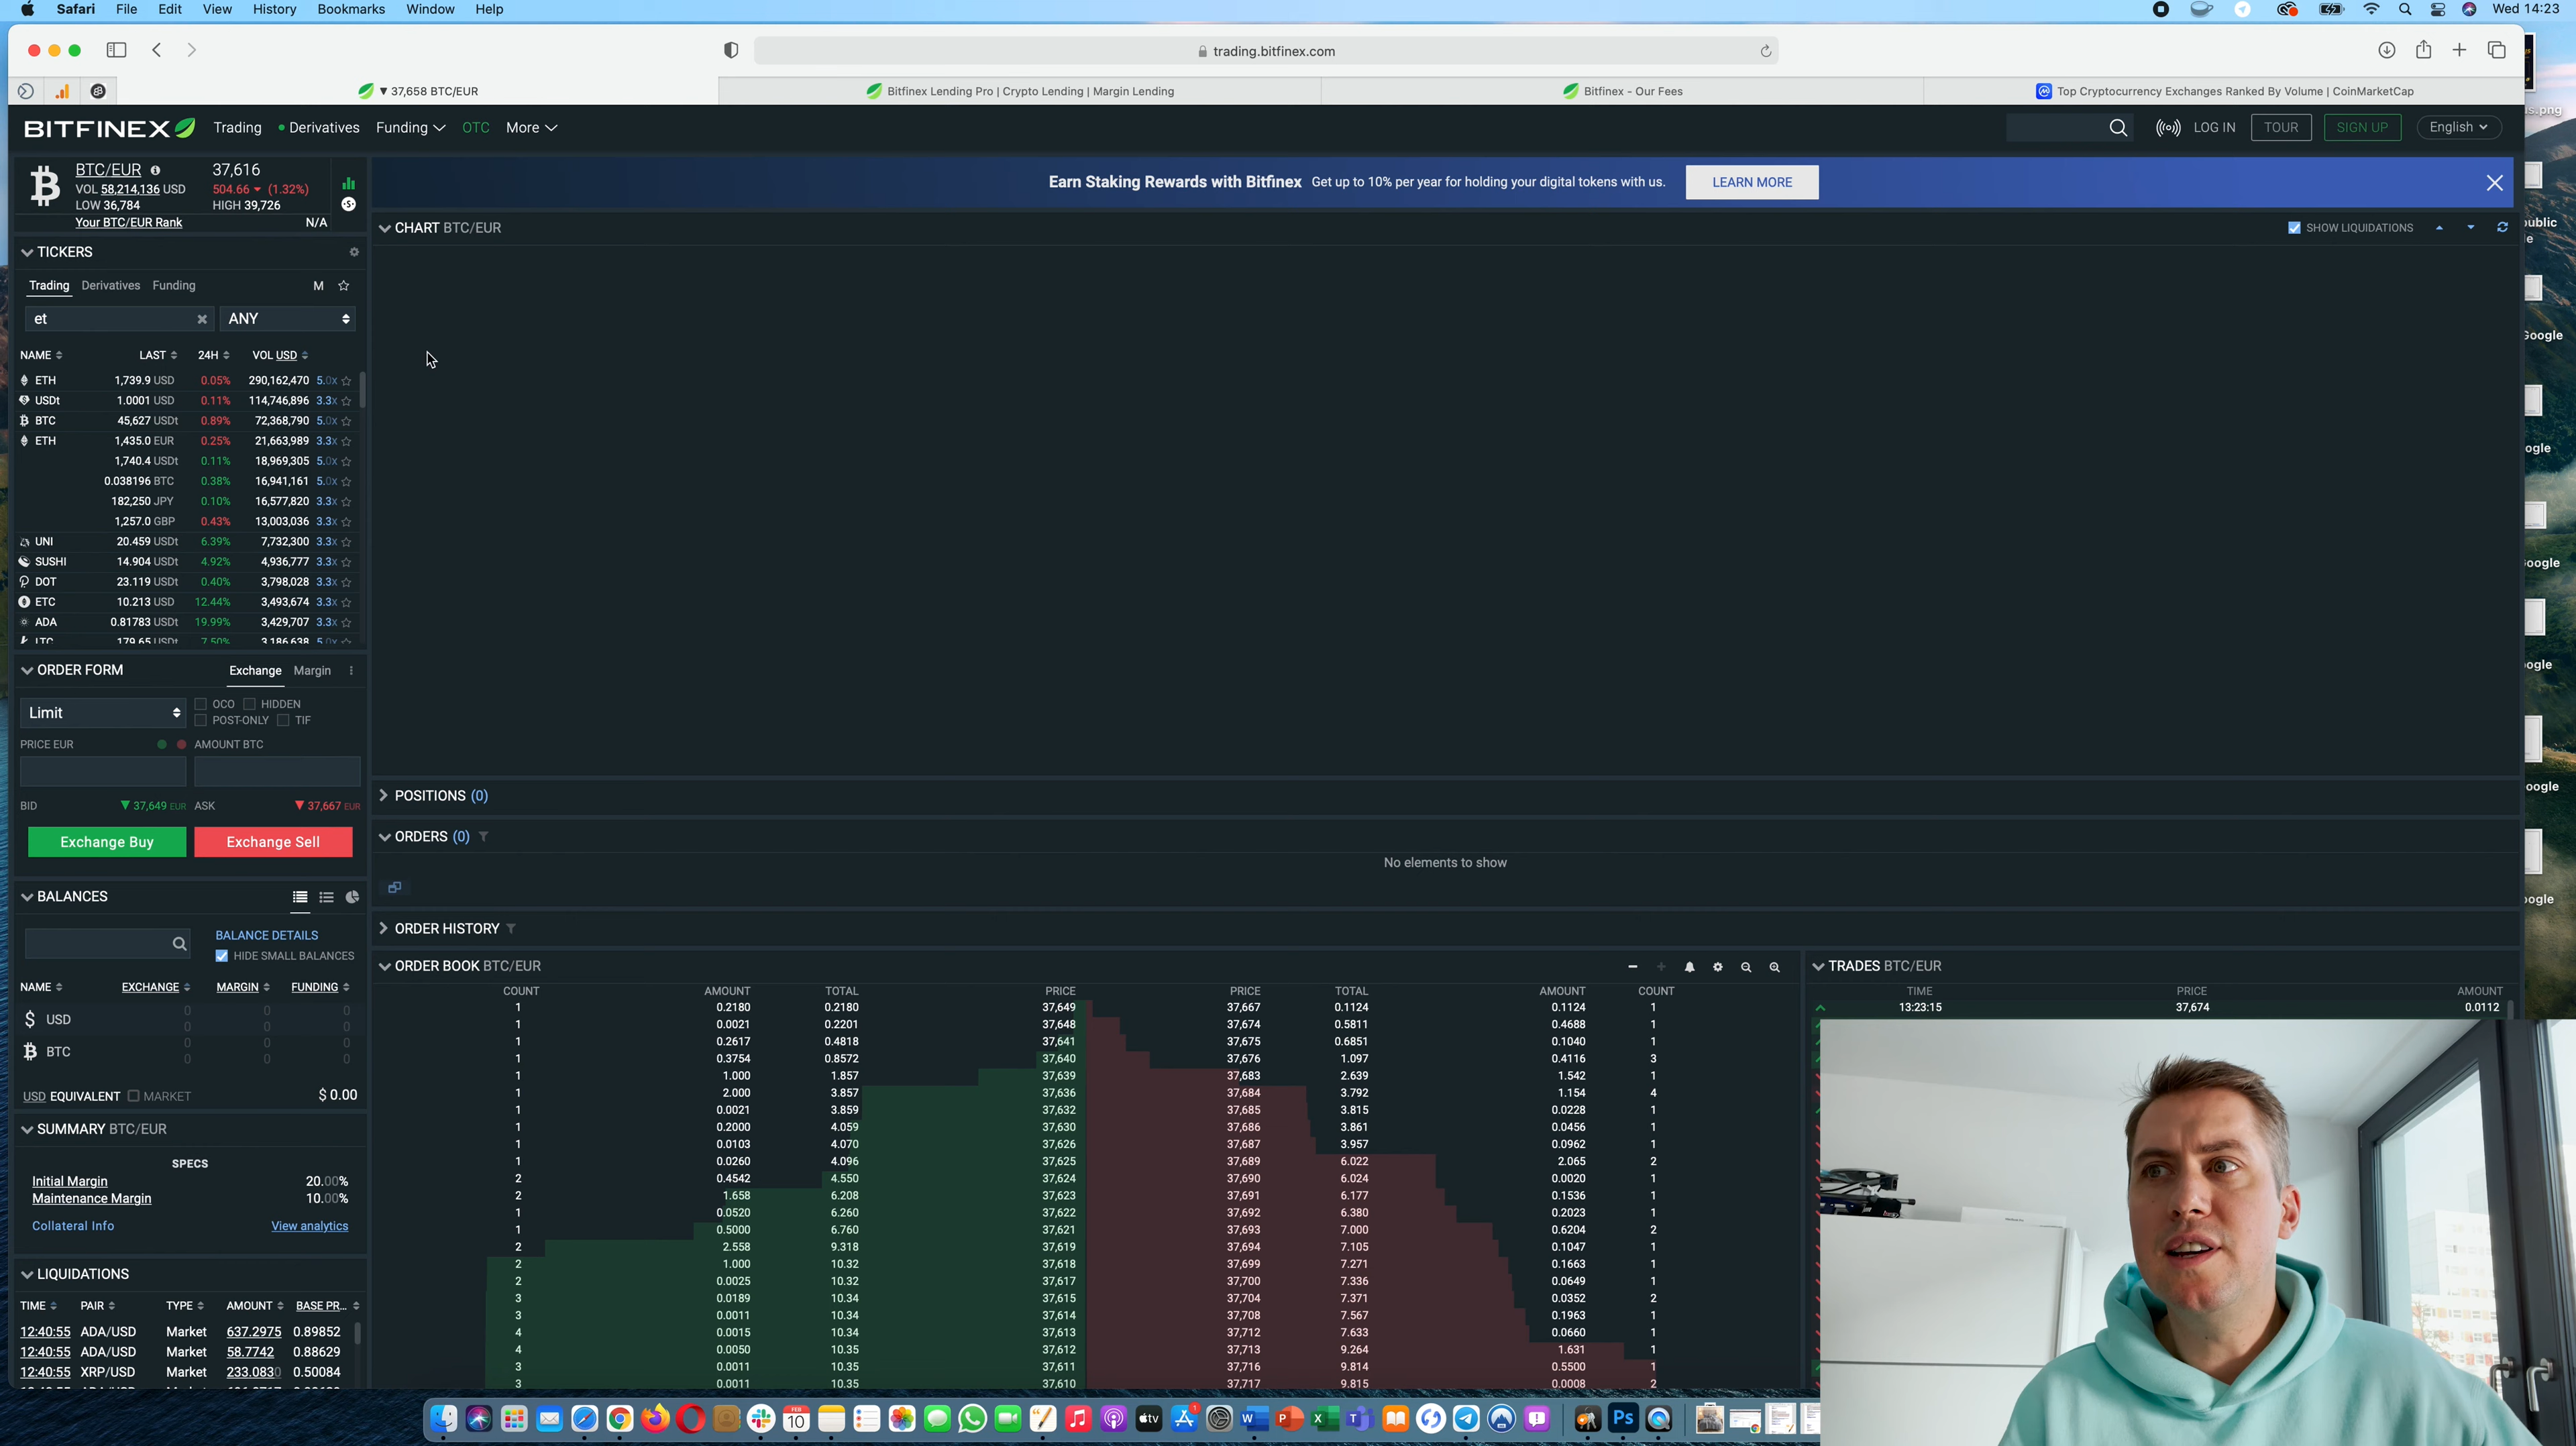 Safari File Edit View History Bookmarks Window Help
Wed 14:23
trading.bitfinex.com
▼ 37,658 BTC/EUR
Bitfinex Lending Pro | Crypto Lending | Margin Lending
Bitfinex - Our Fees
Top Cryptocurrency Exchanges Ranked By Volume | CoinMarketCap
BITFINEX Trading Derivatives Funding OTC More
LOG IN TOUR SIGN UP English
BTC/EUR 37,616
VOL 58,214,136 USD 504.66 (1.32%)
LOW 36,784 HIGH 39,726
Your BTC/EUR Rank N/A
Earn Staking Rewards with Bitfinex Get up to 10% per year for holding your digital tokens with us. LEARN MORE
CHART BTC/EUR
SHOW LIQUIDATIONS
TICKERS
Trading Derivatives Funding M
et ANY
NAME LAST 24H VOL USD
ETH 1,739.9 USD 0.05% 290,162,470 5.0x
USDt 1.0001 USD 0.11% 114,746,896 3.3x
BTC 45,627 USDt 0.89% 72,368,790 5.0x
ETH 1,435.0 EUR 0.25% 21,663,989 3.3x
1,740.4 USDt 0.11% 18,969,305 5.0x
0.038196 BTC 0.38% 16,941,161 5.0x
182,250 JPY 0.10% 16,577,820 3.3x
1,257.0 GBP 0.43% 13,003,036 3.3x
UNI 20.459 USDt 6.39% 7,732,300 3.3x
SUSHI 14.904 USDt 4.92% 4,936,777 3.3x
DOT 23.119 USDt 0.40% 3,798,028 3.3x
ETC 10.213 USD 12.44% 3,493,674 3.3x
ADA 0.81783 USDt 19.99% 3,429,707 3.3x
LTC 179.65 USDt 7.50% 3,186,638 5.0x
ORDER FORM Exchange Margin
Limit OCO HIDDEN
POST-ONLY TIF
PRICE EUR AMOUNT BTC
BID 37,649 EUR ASK 37,667 EUR
Exchange Buy Exchange Sell
POSITIONS (0)
ORDERS (0)
No elements to show
ORDER HISTORY
BALANCES
BALANCE DETAILS
HIDE SMALL BALANCES
NAME EXCHANGE MARGIN FUNDING
USD 0 0 0
0 0 0
BTC 0 0 0
0 0 0
USD EQUIVALENT MARKET $ 0.00
SUMMARY BTC/EUR
SPECS
Initial Margin 20.00%
Maintenance Margin 10.00%
Collateral Info View analytics
LIQUIDATIONS
TIME PAIR TYPE AMOUNT BASE PR...
12:40:55 ADA/USD Market 637.2975 0.89852
12:40:55 ADA/USD Market 58.7742 0.88629
12:40:55 XRP/USD Market 233.0830 0.50084
ORDER BOOK BTC/EUR
COUNT AMOUNT TOTAL PRICE PRICE TOTAL AMOUNT COUNT
1 0.2180 0.2180 37,649 37,667 0.1124 0.1124 1
1 0.0021 0.2201 37,648 37,674 0.5811 0.4688 1
1 0.2617 0.4818 37,641 37,675 0.6851 0.1040 1
1 0.3754 0.8572 37,640 37,676 1.097 0.4116 3
1 1.000 1.857 37,639 37,683 2.639 1.542 1
1 2.000 3.857 37,636 37,684 3.792 1.154 4
1 0.0021 3.859 37,632 37,685 3.815 0.0228 1
1 0.2000 4.059 37,630 37,686 3.861 0.0456 1
1 0.0103 4.070 37,626 37,687 3.957 0.0962 1
1 0.0260 4.096 37,625 37,689 6.022 2.065 2
2 0.4542 4.550 37,624 37,690 6.024 0.0020 1
2 1.658 6.208 37,623 37,691 6.177 0.1536 1
1 0.0520 6.260 37,622 37,692 6.380 0.2023 1
1 0.5000 6.760 37,621 37,693 7.000 0.6204 2
2 2.558 9.318 37,619 37,694 7.105 0.1047 1
2 1.000 10.32 37,618 37,699 7.271 0.1663 1
2 0.0025 10.32 37,617 37,700 7.336 0.0649 1
3 0.0189 10.34 37,615 37,704 7.371 0.0352 2
3 0.0011 10.34 37,614 37,708 7.567 0.1963 1
4 0.0015 10.34 37,613 37,712 7.633 0.0660 1
4 0.0050 10.35 37,612 37,713 9.264 1.631 1
3 0.0011 10.35 37,611 37,716 9.814 0.5500 1
3 0.0011 10.35 37,610 37,717 9.815 0.0008 2
TRADES BTC/EUR
TIME PRICE AMOUNT
13:23:15 37,674 0.0112
ls.png
ublic
Google
ogle
FEB
10
tv
1
Ps